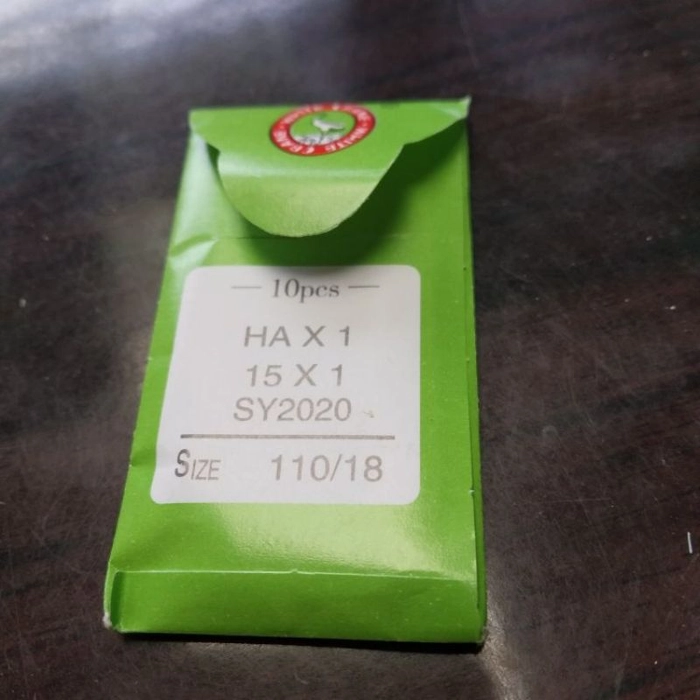 — 10pcs —
HA X 1
15 X 1
SY2020
SIZE 110/18